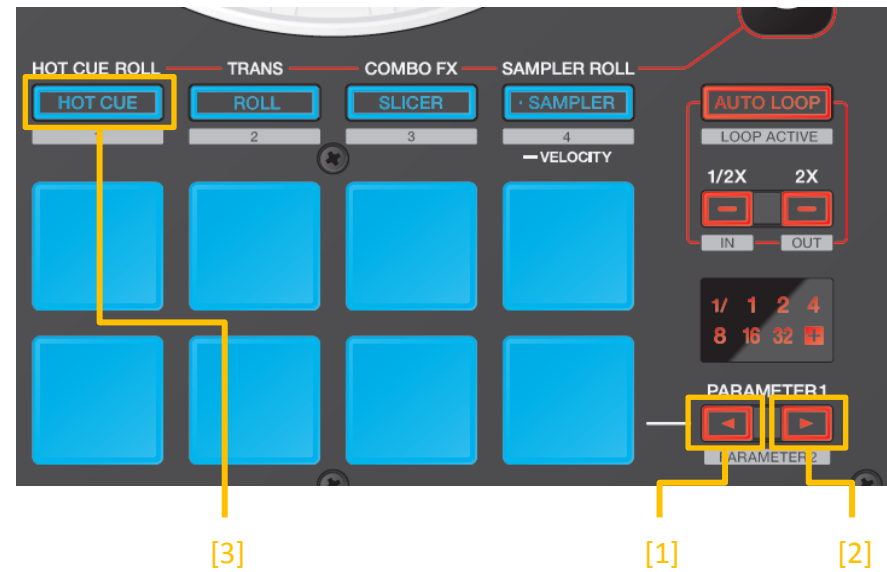 HOT CUE ROLL TRANS COMBO FX SAMPLER ROLL
HOT CUE ROLL SLICER · SAMPLER AUTO LOOP
1 2 3 4 LOOP ACTIVE
– VELOCITY
1/2X 2X
IN OUT
1/ 1 2 4
8 16 32 +
PARAMETER1
◄ ►
PARAMETER2
[3] [1] [2]